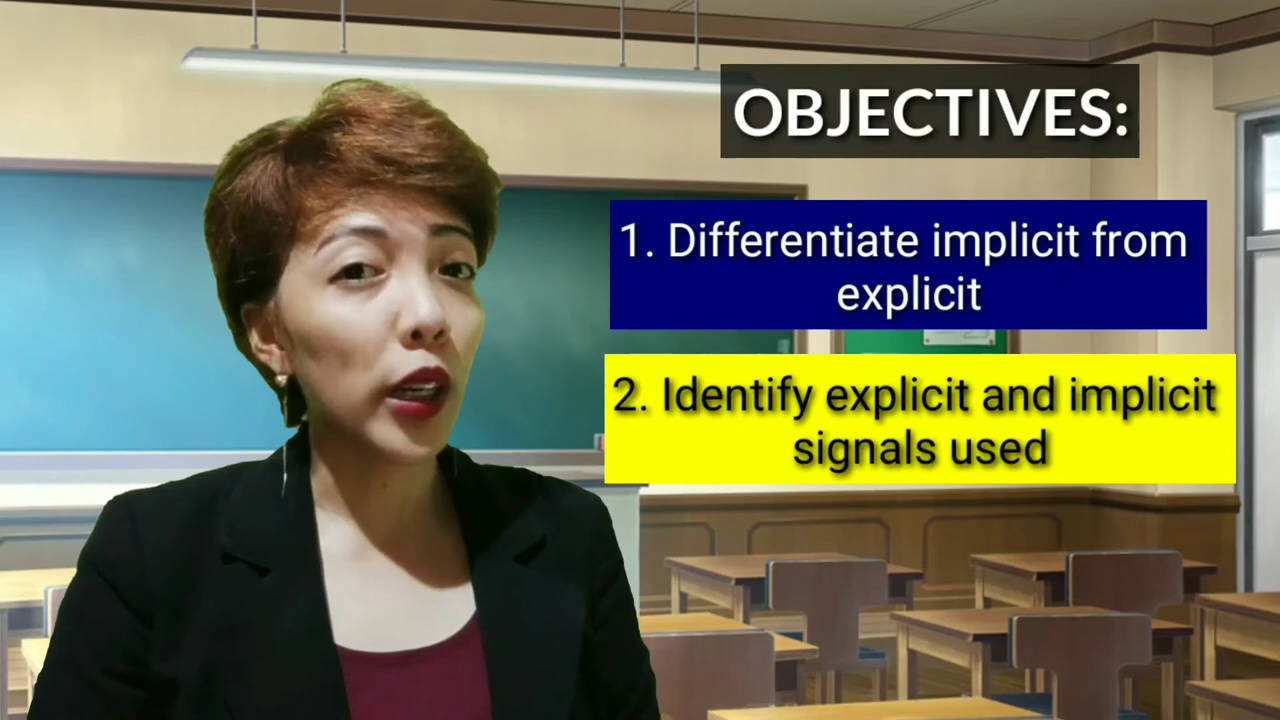 OBJECTIVES:
1. Differentiate implicit from
explicit
2. Identify explicit and implicit
signals used